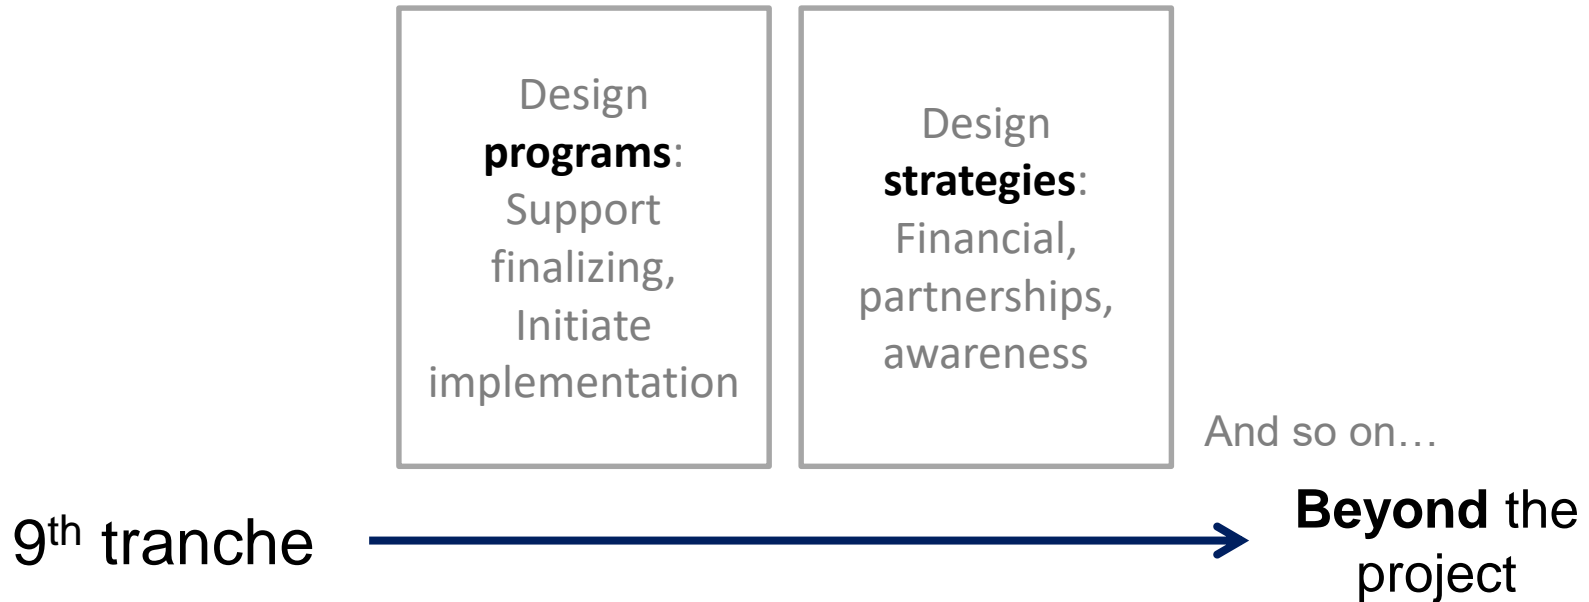 Design
programs:
Support
finalizing,
Initiate
implementation
Design
strategies:
Financial,
partnerships,
awareness
And so on…
9th tranche
Beyond the
project